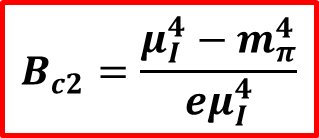 $B_{c2} = \frac{\mu_I^4 - m_\pi^4}{e\mu_I^4}$